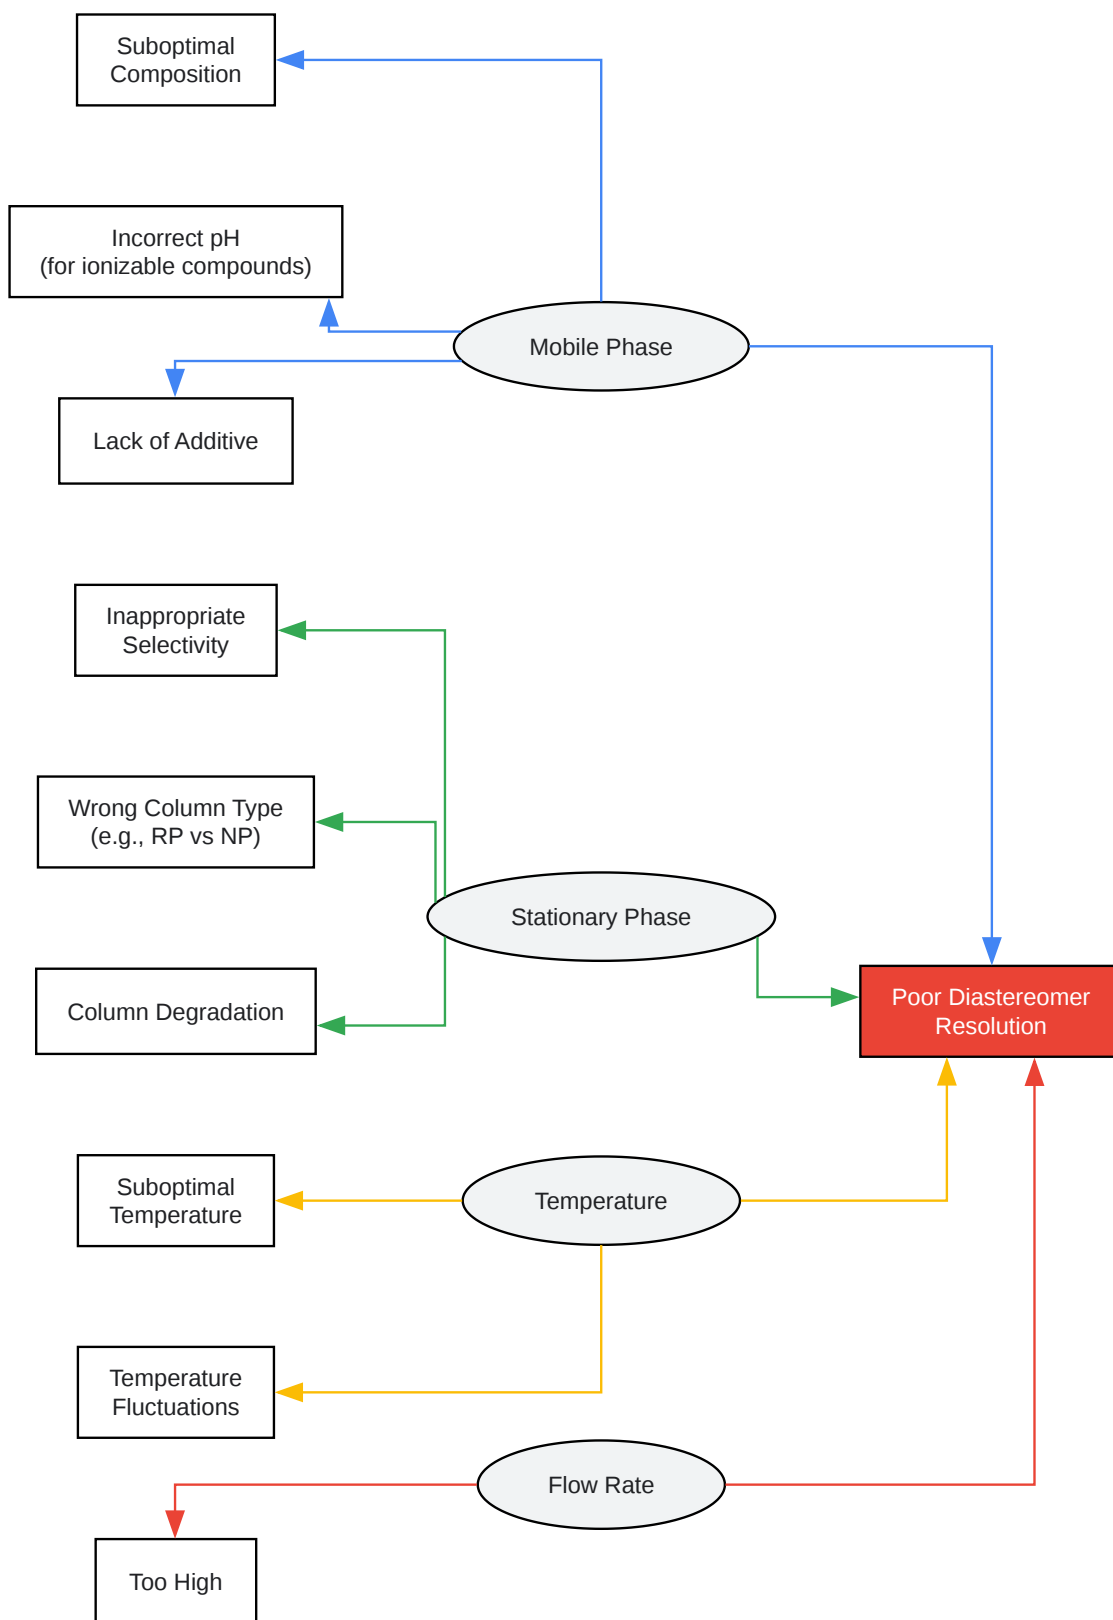 Suboptimal
Composition
Incorrect pH
(for ionizable compounds)
Mobile Phase
Lack of Additive
Inappropriate
Selectivity
Wrong Column Type
(e.g., RP vs NP)
Stationary Phase
Column Degradation
Poor Diastereomer
Resolution
Suboptimal
Temperature
Temperature
Temperature
Fluctuations
Flow Rate
Too High